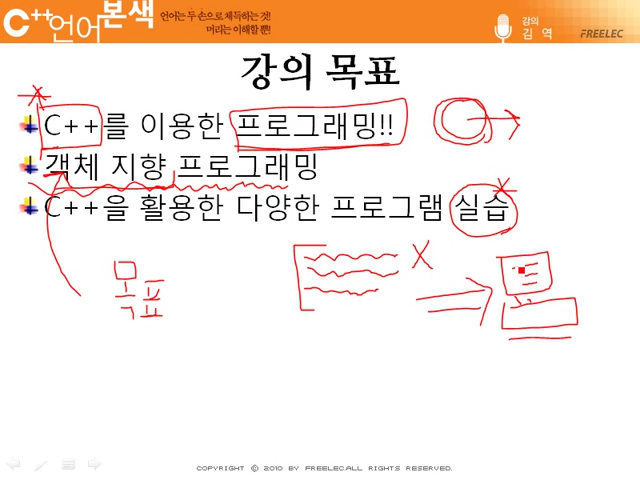 C++언어본색 언어는 두 손으로 체득하는 것!
머리는 이해할 뿐!
강의
김 역 FREELEC
강의 목표
C++를 이용한 프로그래밍!!
객체 지향 프로그래밍
C++을 활용한 다양한 프로그램 실습
목표
COPYRIGHT © 2010 BY FREELEC.ALL RIGHTS RESERVED.